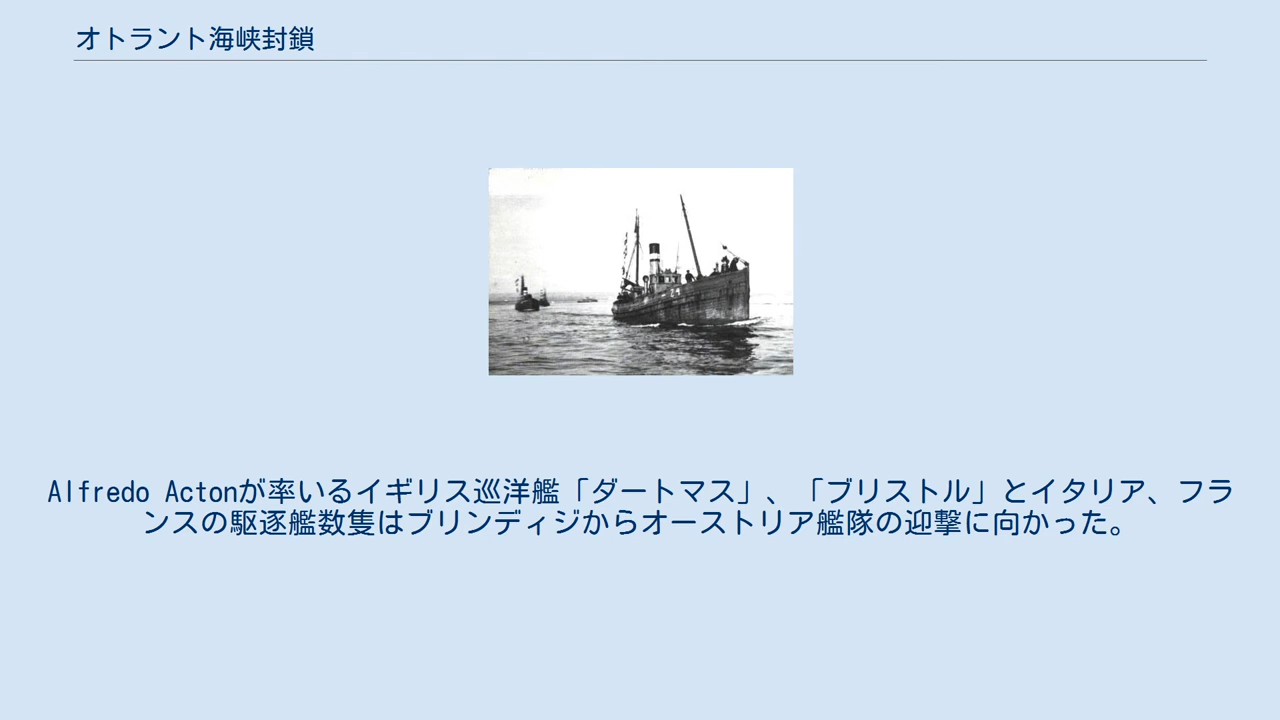 オトラント海峡封鎖
Alfredo Actonが率いるイギリス巡洋艦「ダートマス」、「ブリストル」とイタリア、フラ
ンスの駆逐艦数隻はブリンディジからオーストリア艦隊の迎撃に向かった。